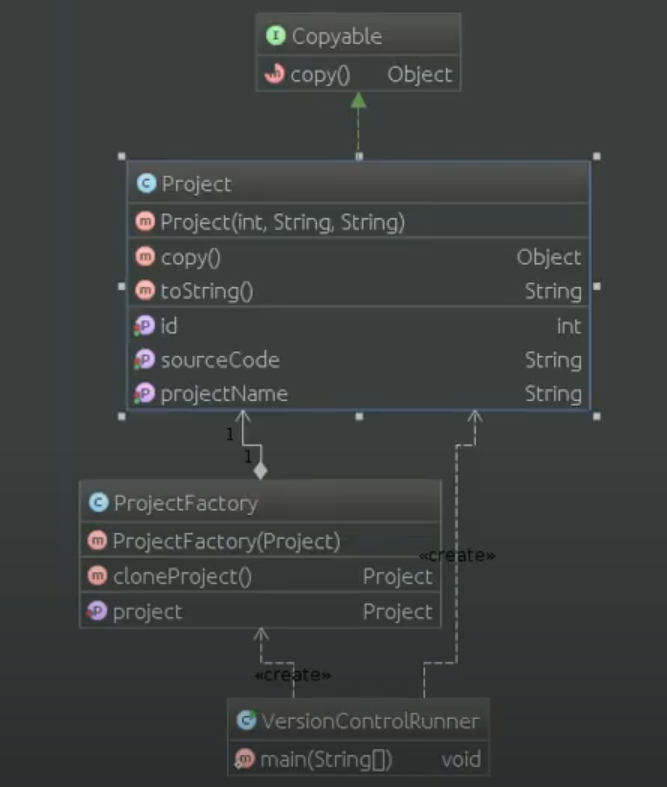 Copyable
copy() Object
Project
Project(int, String, String)
copy() Object
toString() String
id int
sourceCode String
projectName String
1
1
ProjectFactory
ProjectFactory(Project)
«create»
cloneProject() Project
project Project
«create»
VersionControlRunner
main(String[]) void